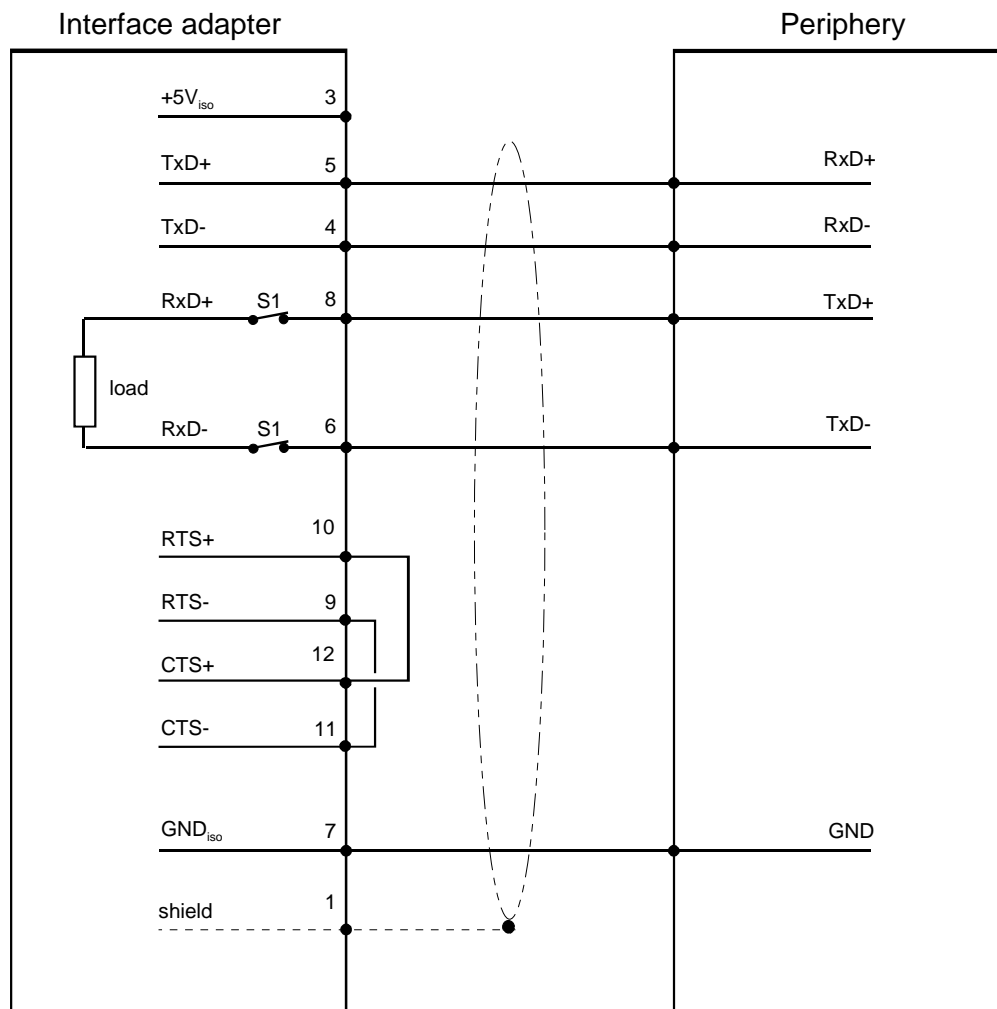 Interface adapter Periphery
+5Viso 3
TxD+ 5 RxD+
TxD- 4 RxD-
RxD+ S1 8 TxD+
load
RxD- S1 6 TxD-
RTS+ 10
RTS- 9
CTS+ 12
CTS- 11
GNDiso 7 GND
shield 1